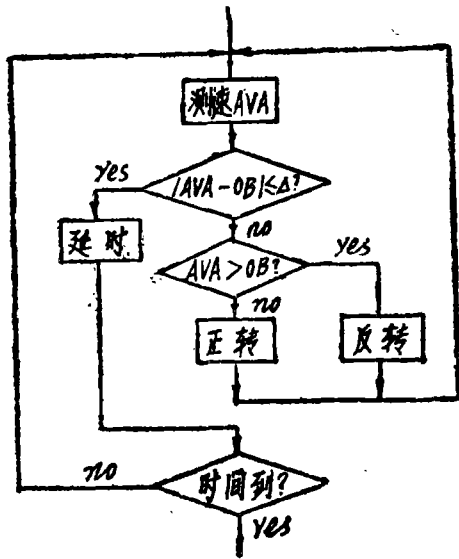 测速AVA
|AVA-OB|≤Δ?
yes
no
延时
AVA>OB?
yes
no
正转
反转
时间到?
no
yes